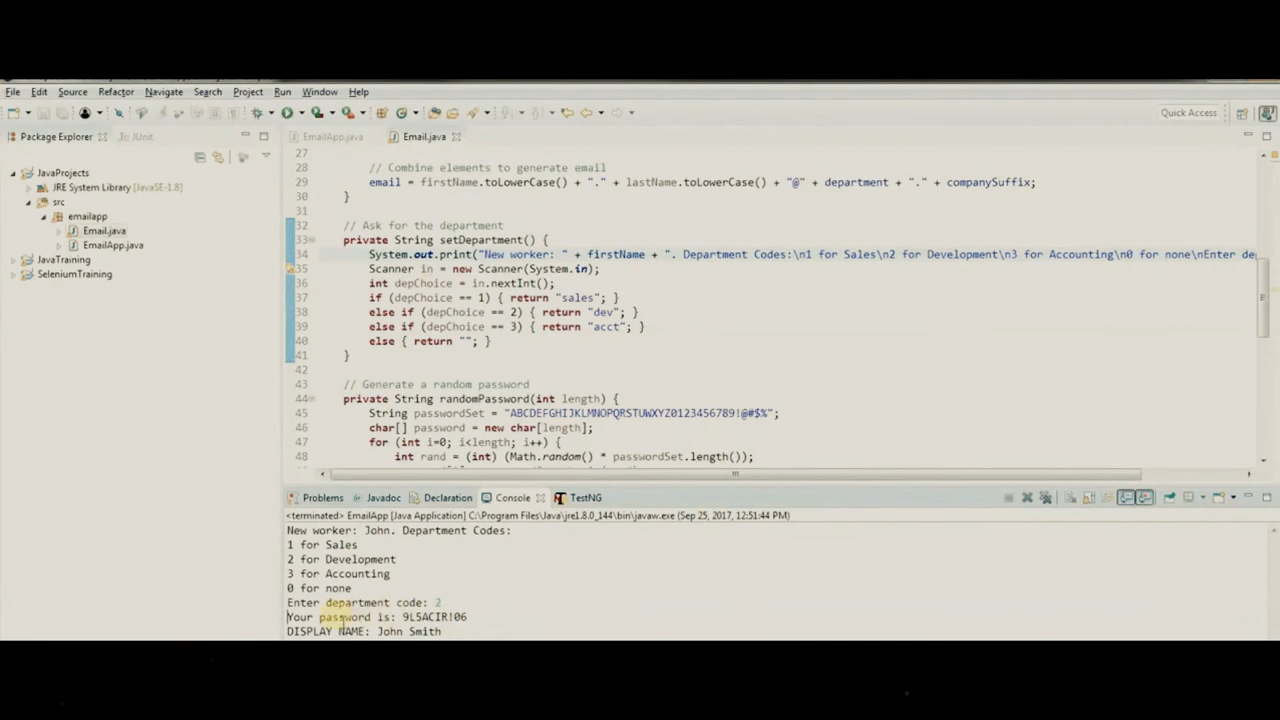 File Edit Source Refactor Navigate Search Project Run Window Help
Quick Access
Package Explorer JUnit
JavaProjects
JRE System Library [JavaSE-1.8]
src
emailapp
Email.java
EmailApp.java
JavaTraining
SeleniumTraining
EmailApp.java Email.java
27
28 // Combine elements to generate email
29 email = firstName.toLowerCase() + "." + lastName.toLowerCase() + "@" + department + "." + companySuffix;
30 }
31
32 // Ask for the department
33 private String setDepartment() {
34 System.out.print("New worker: " + firstName + ". Department Codes:\n1 for Sales\n2 for Development\n3 for Accounting\n0 for none\nEnter de
35 Scanner in = new Scanner(System.in);
36 int depChoice = in.nextInt();
37 if (depChoice == 1) { return "sales"; }
38 else if (depChoice == 2) { return "dev"; }
39 else if (depChoice == 3) { return "acct"; }
40 else { return ""; }
41 }
42
43 // Generate a random password
44 private String randomPassword(int length) {
45 String passwordSet = "ABCDEFGHIJKLMNOPQRSTUVWXYZ0123456789!@#$%";
46 char[] password = new char[length];
47 for (int i=0; i<length; i++) {
48 int rand = (int) (Math.random() * passwordSet.length());
Problems Javadoc Declaration Console TestNG
<terminated> EmailApp [Java Application] C:\Program Files\Java\jre1.8.0_144\bin\javaw.exe (Sep 25, 2017, 12:51:44 PM)
New worker: John. Department Codes:
1 for Sales
2 for Development
3 for Accounting
0 for none
Enter department code: 2
Your password is: 9L5ACIR!06
DISPLAY NAME: John Smith